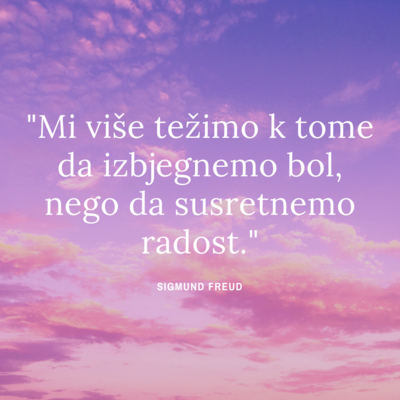 "Mi više težimo k tome
da izbjegnemo bol,
nego da susretnemo
radost."
SIGMUND FREUD